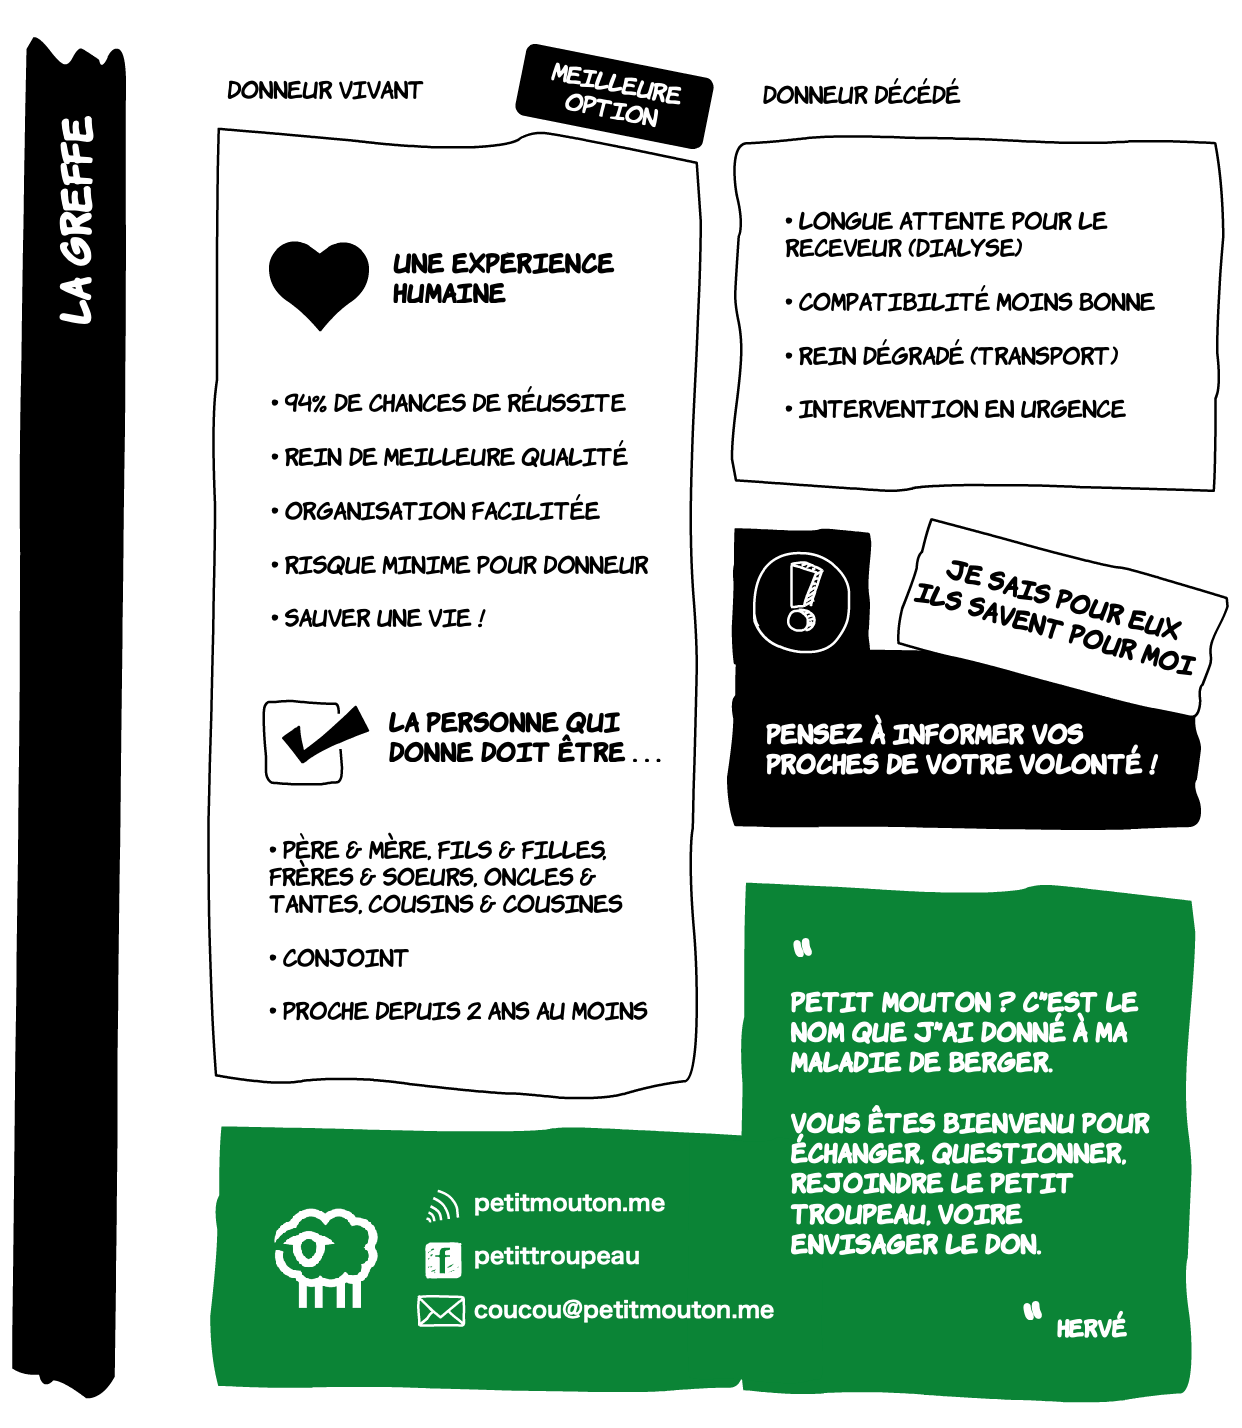 LA GREFFE
DONNEUR VIVANT
MEILLEURE
OPTION
UNE EXPERIENCE
HUMAINE
• 94% DE CHANCES DE RÉUSSITE
• REIN DE MEILLEURE QUALITÉ
• ORGANISATION FACILITÉE
• RISQUE MINIME POUR DONNEUR
• SAUVER UNE VIE !
LA PERSONNE QUI
DONNE DOIT ÊTRE . . .
• PÈRE & MÈRE, FILS & FILLES,
FRÈRES & SOEURS, ONCLES &
TANTES, COUSINS & COUSINES
• CONJOINT
• PROCHE DEPUIS 2 ANS AU MOINS
DONNEUR DÉCÉDÉ
• LONGUE ATTENTE POUR LE
RECEVEUR (DIALYSE)
• COMPATIBILITÉ MOINS BONNE
• REIN DÉGRADÉ (TRANSPORT)
• INTERVENTION EN URGENCE
!
JE SAIS POUR EUX
ILS SAVENT POUR MOI
PENSEZ À INFORMER VOS
PROCHES DE VOTRE VOLONTÉ !
"
PETIT MOUTON ? C"EST LE
NOM QUE J"AI DONNÉ À MA
MALADIE DE BERGER.
VOUS ÊTES BIENVENU POUR
ÉCHANGER, QUESTIONNER,
REJOINDRE LE PETIT
TROUPEAU, VOIRE
ENVISAGER LE DON.
"
HERVÉ
petitmouton.me
f petittroupeau
coucou@petitmouton.me